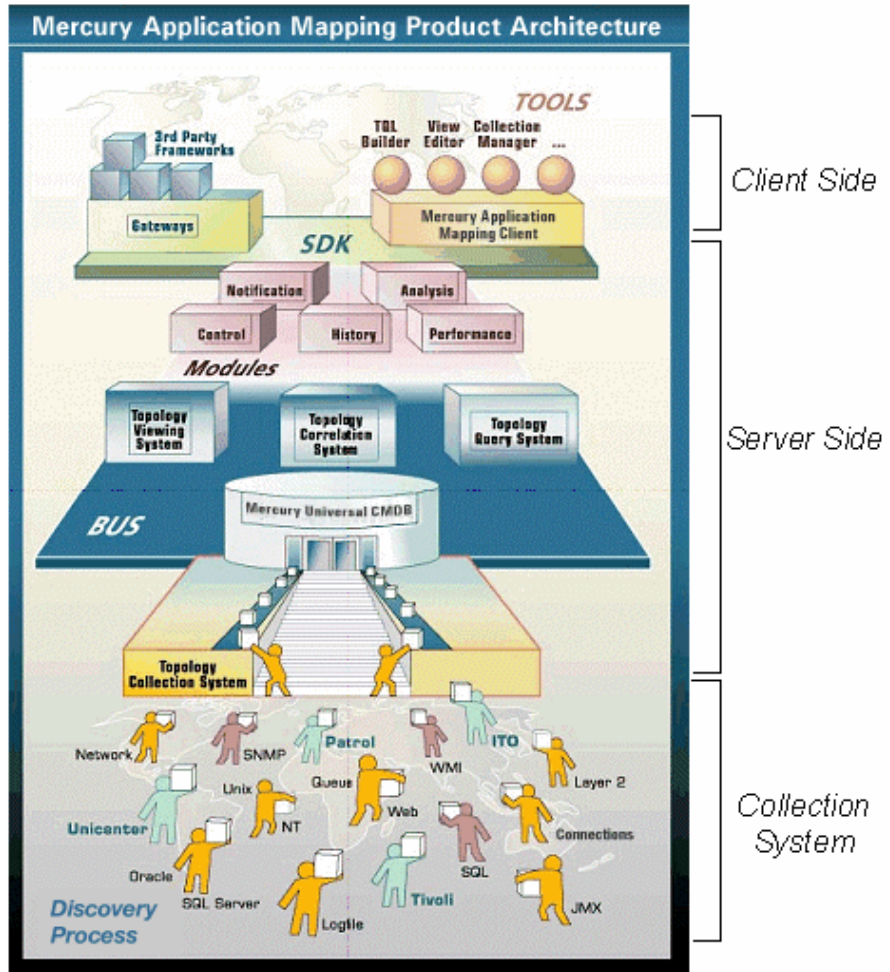 Mercury Application Mapping Product Architecture
TOOLS
3rd Party
Frameworks
TQL
Builder
View
Editor
Collection
Manager
...
Client Side
Gateways
Mercury Application
Mapping Client
SDK
Notification
Analysis
Control
History
Performance
Modules
Topology
Viewing
System
Topology
Correlation
System
Topology
Query System
Server Side
Mercury Universal CMDB
BUS
Topology
Collection System
Network
SNMP
Patrol
WMI
ITO
Layer 2
Unix
Queue
Unicenter
NT
Web
Connections
Collection
System
Oracle
SQL
SQL Server
Tivoli
Logfile
JMX
Discovery
Process